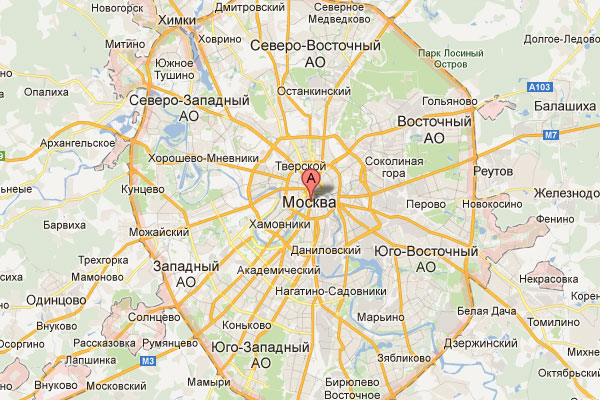 Новогорск
Дмитровский
Северное
Медведково
Химки
Митино
Ховрино
Северо-Восточный
АО
Парк Лосиный
Остров
Долгое-Ледово
Южное
Тушино
Опалиха
Останкинский
А103
Гольяново
Балашиха
Северо-Западный
АО
Восточный
АО
М7
Архангельское
Хорошево-Мневники
Тверской
Соколиная
гора
Реутов
A
Кунцево
Москва
Перово
Новокосино
Железнодо
Фенино
Барвиха
Можайский
Хамовники
Даниловский
Юго-Восточный
АО
Трехгорка
Мамоново
Западный
АО
Академический
Некрасовка
Нагатино-Садовники
Одинцово
Внуково
Солнцево
Коньково
Марьино
Белая Дача
Томилино
Корен
Осоргино
Рассказовка
Румянцево
Юго-Западный
АО
Дзержинский
Лапшинка
М3
Зябликово
Михне
Внуково
Московский
Мамыри
Бирюлево
Восточное
Октяб